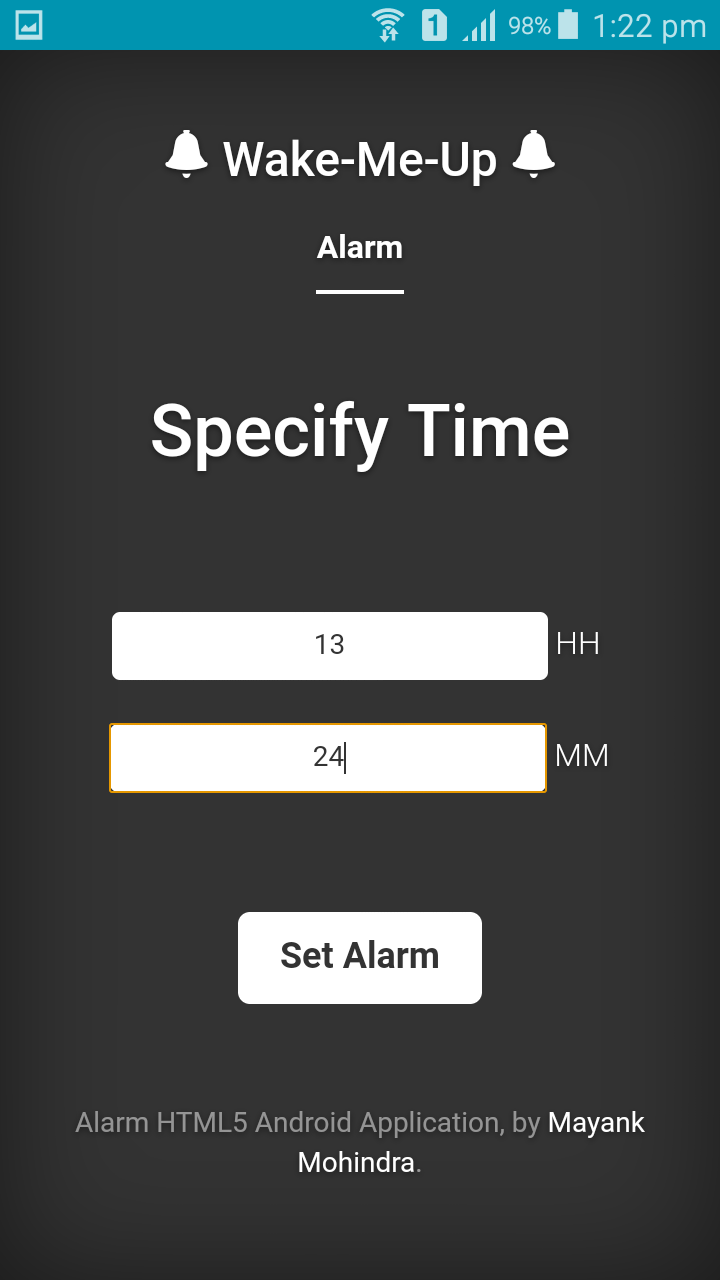 1 98% 1:22 pm
Wake-Me-Up
Alarm
Specify Time
13 HH
24 MM
Set Alarm
Alarm HTML5 Android Application, by Mayank
Mohindra.